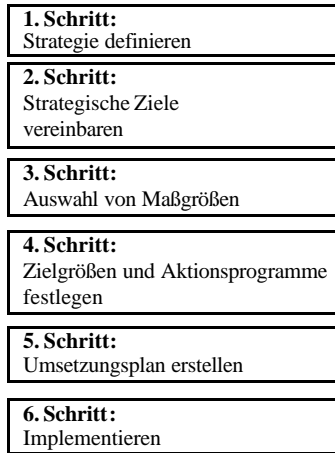 1. Schritt:
Strategie definieren
2. Schritt:
Strategische Ziele
vereinbaren
3. Schritt:
Auswahl von Maßgrößen
4. Schritt:
Zielgrößen und Aktionsprogramme
festlegen
5. Schritt:
Umsetzungsplan erstellen
6. Schritt:
Implementieren